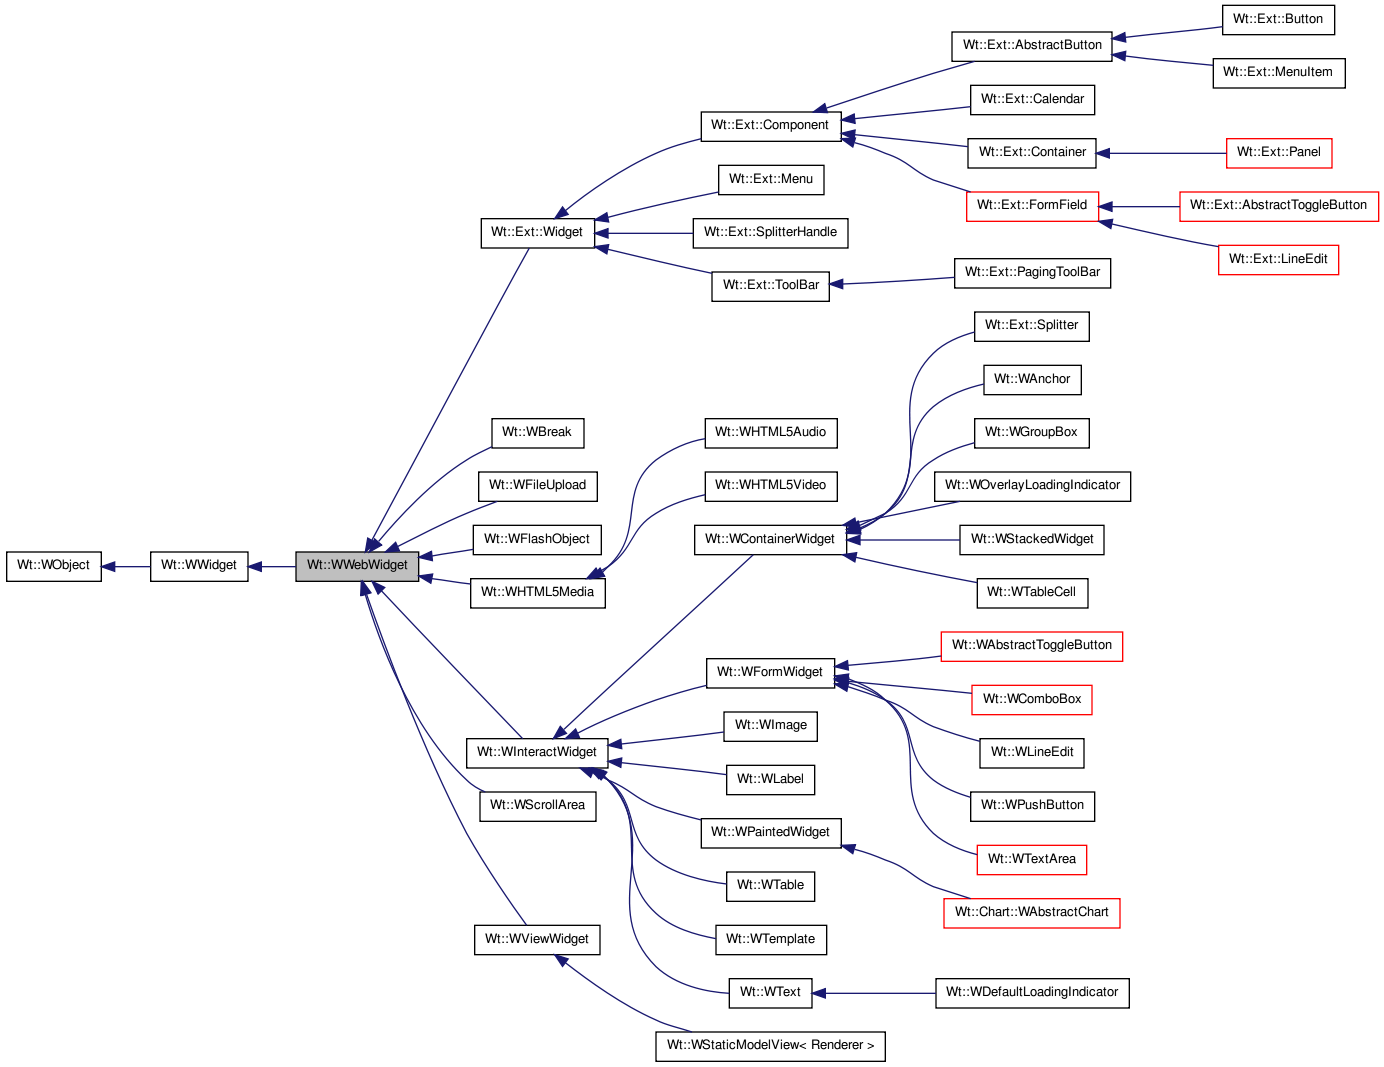 Wt::Ext::Button
Wt::Ext::AbstractButton
Wt::Ext::MenuItem
Wt::Ext::Calendar
Wt::Ext::Component
Wt::Ext::Container
Wt::Ext::Panel
Wt::Ext::Menu
Wt::Ext::FormField
Wt::Ext::AbstractToggleButton
Wt::Ext::Widget
Wt::Ext::SplitterHandle
Wt::Ext::LineEdit
Wt::Ext::ToolBar
Wt::Ext::PagingToolBar
Wt::Ext::Splitter
Wt::WAnchor
Wt::WBreak
Wt::WHTML5Audio
Wt::WGroupBox
Wt::WFileUpload
Wt::WHTML5Video
Wt::WOverlayLoadingIndicator
Wt::WFlashObject
Wt::WContainerWidget
Wt::WStackedWidget
Wt::WObject
Wt::WWidget
Wt::WWebWidget
Wt::WHTML5Media
Wt::WTableCell
Wt::WAbstractToggleButton
Wt::WFormWidget
Wt::WComboBox
Wt::WImage
Wt::WInteractWidget
Wt::WLineEdit
Wt::WLabel
Wt::WScrollArea
Wt::WPushButton
Wt::WPaintedWidget
Wt::WTextArea
Wt::WTable
Wt::Chart::WAbstractChart
Wt::WViewWidget
Wt::WTemplate
Wt::WText
Wt::WDefaultLoadingIndicator
Wt::WStaticModelView< Renderer >